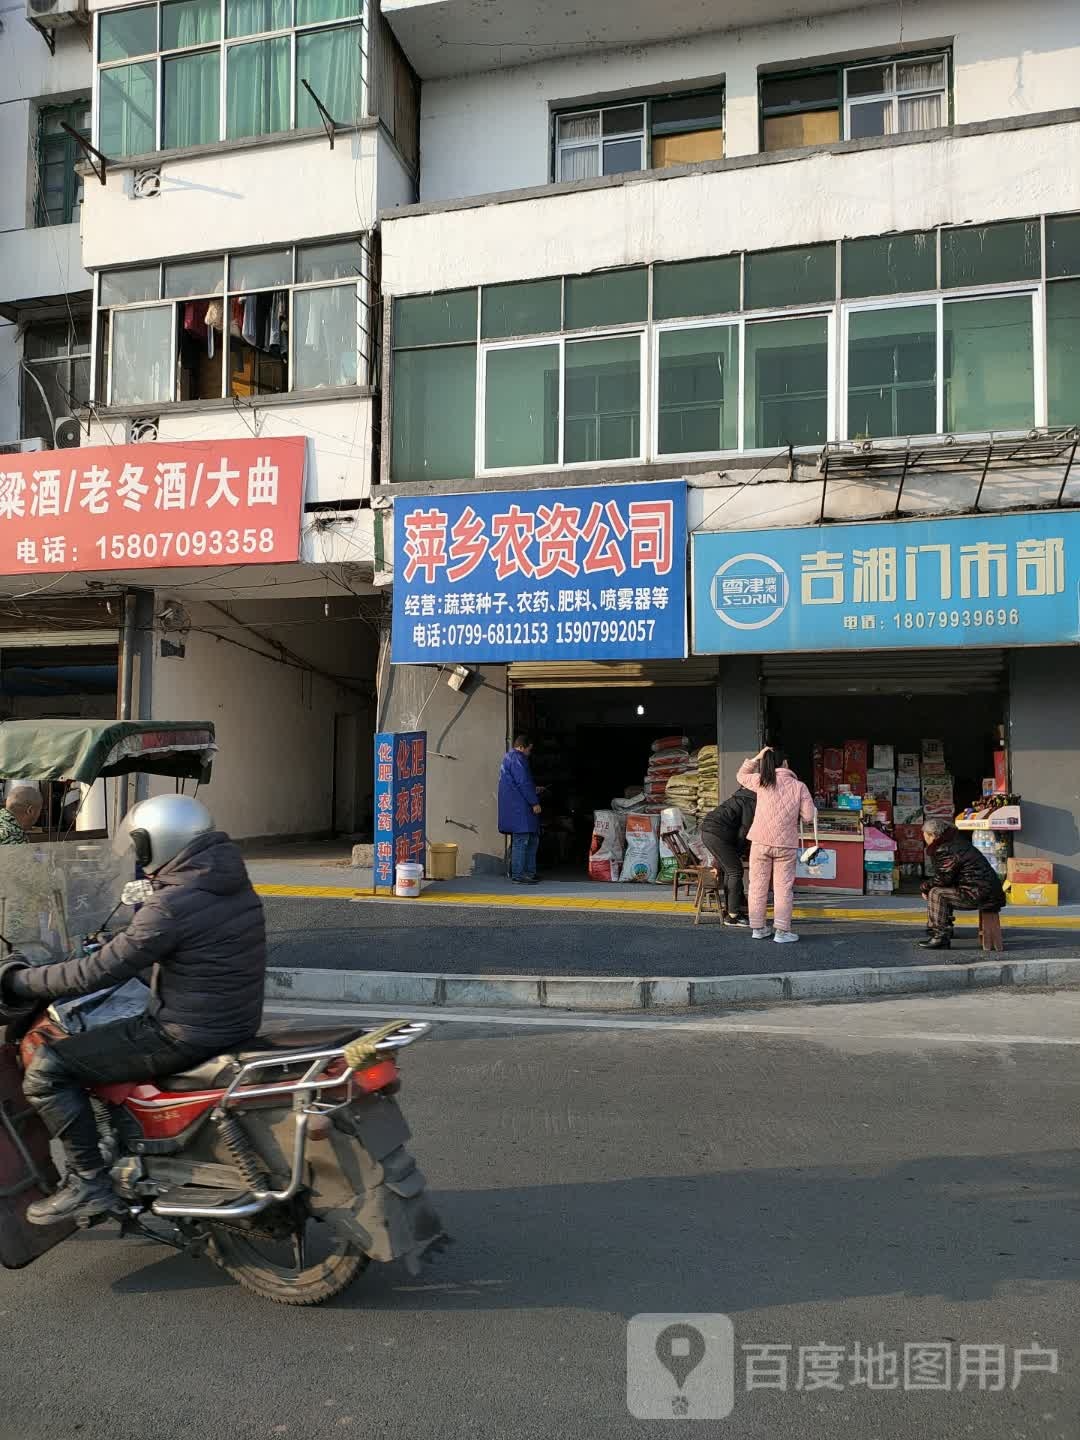 粱酒/老冬酒/大曲
电话：15807093358
萍乡农资公司
经营：蔬菜种子、农药、肥料、喷雾器等
电话：0799-6812153 15907992057
雪津啤酒
SEDRIN
吉湘门市部
电话：18079939696
化肥 农药 种子
化肥农药种子
百度地图用户